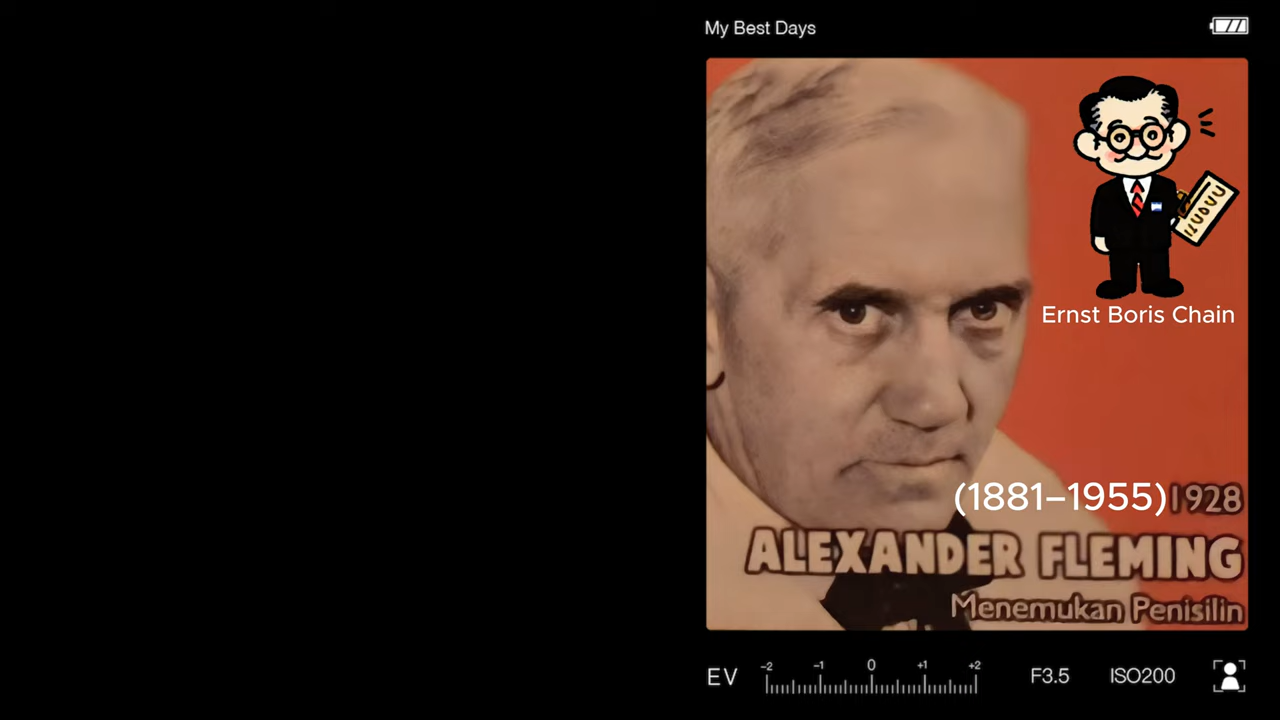 My Best Days
Ernst Boris Chain
(1881–1955) 1928
ALEXANDER FLEMING
Menemukan Penisilin
EV
-2 -1 0 +1 +2
F3.5
ISO200